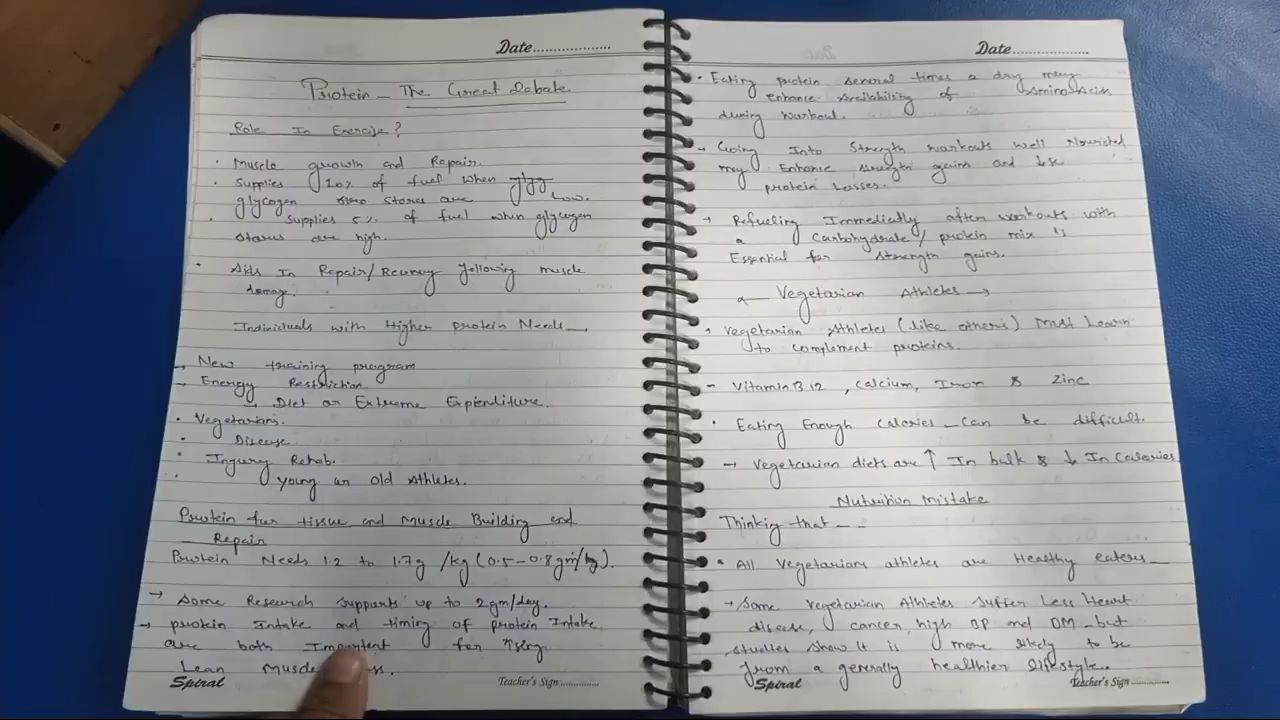 Date
Protein - The Great Debate
Role In Exercise?
· Muscle growth and Repair.
· Supplies 10% of fuel when
glycogen stores are low.
· Supplies 5% of fuel when glycogen
stores are high.
· Aids In Repair/Recovery following muscle
damage.
Individuals with Higher protein Needs
→ New training program
→ Energy Restriction
→ Diet or Extreme Expienditure.
· Vegetarians.
· Disease
· Ingury Rehab.
· young or old Athletes.
Protein for tissue and Muscle Building and
Repair
Protein Needs 1.2 to 1.7g /kg (0.5-0.8gm/kg).
→ Some Research supports up to 2gm/day.
→ protein Intake and timing of protein Intake
are both Important for
Lean Muscle
Spiral
Teacher's Sign
Date
· Eating protein several times a day may
enhance availability of Amino Acids
during workout.
→ Going Into Strength workouts well Nourished
may Enhance strength gains and ↓se
protein Losses.
→ Refueling Immediatly after workouts with
a Carbohydrate/protein mix is
Essential for strength gains.
← Vegetarian Athletes →
→ Vegetarian Athletes (like others) Must Learn
to complement proteins.
- Vitamin B12, Calcium, Iron & Zinc
· Eating Enough calories - Can be difficult.
→ Vegetarian diets are ↑ In bulk & ↓ In Calories
Nutrition Mistake
Thinkig that -
· All Vegetarians athletes are Healthy eaters
→ Some Vegetarian Athletes suffer Less Heart
disease, cancer, high BP and DM - but
studies show It is more likely to be
from a generally healthier lifestyle.
Spiral
Teacher's Sign